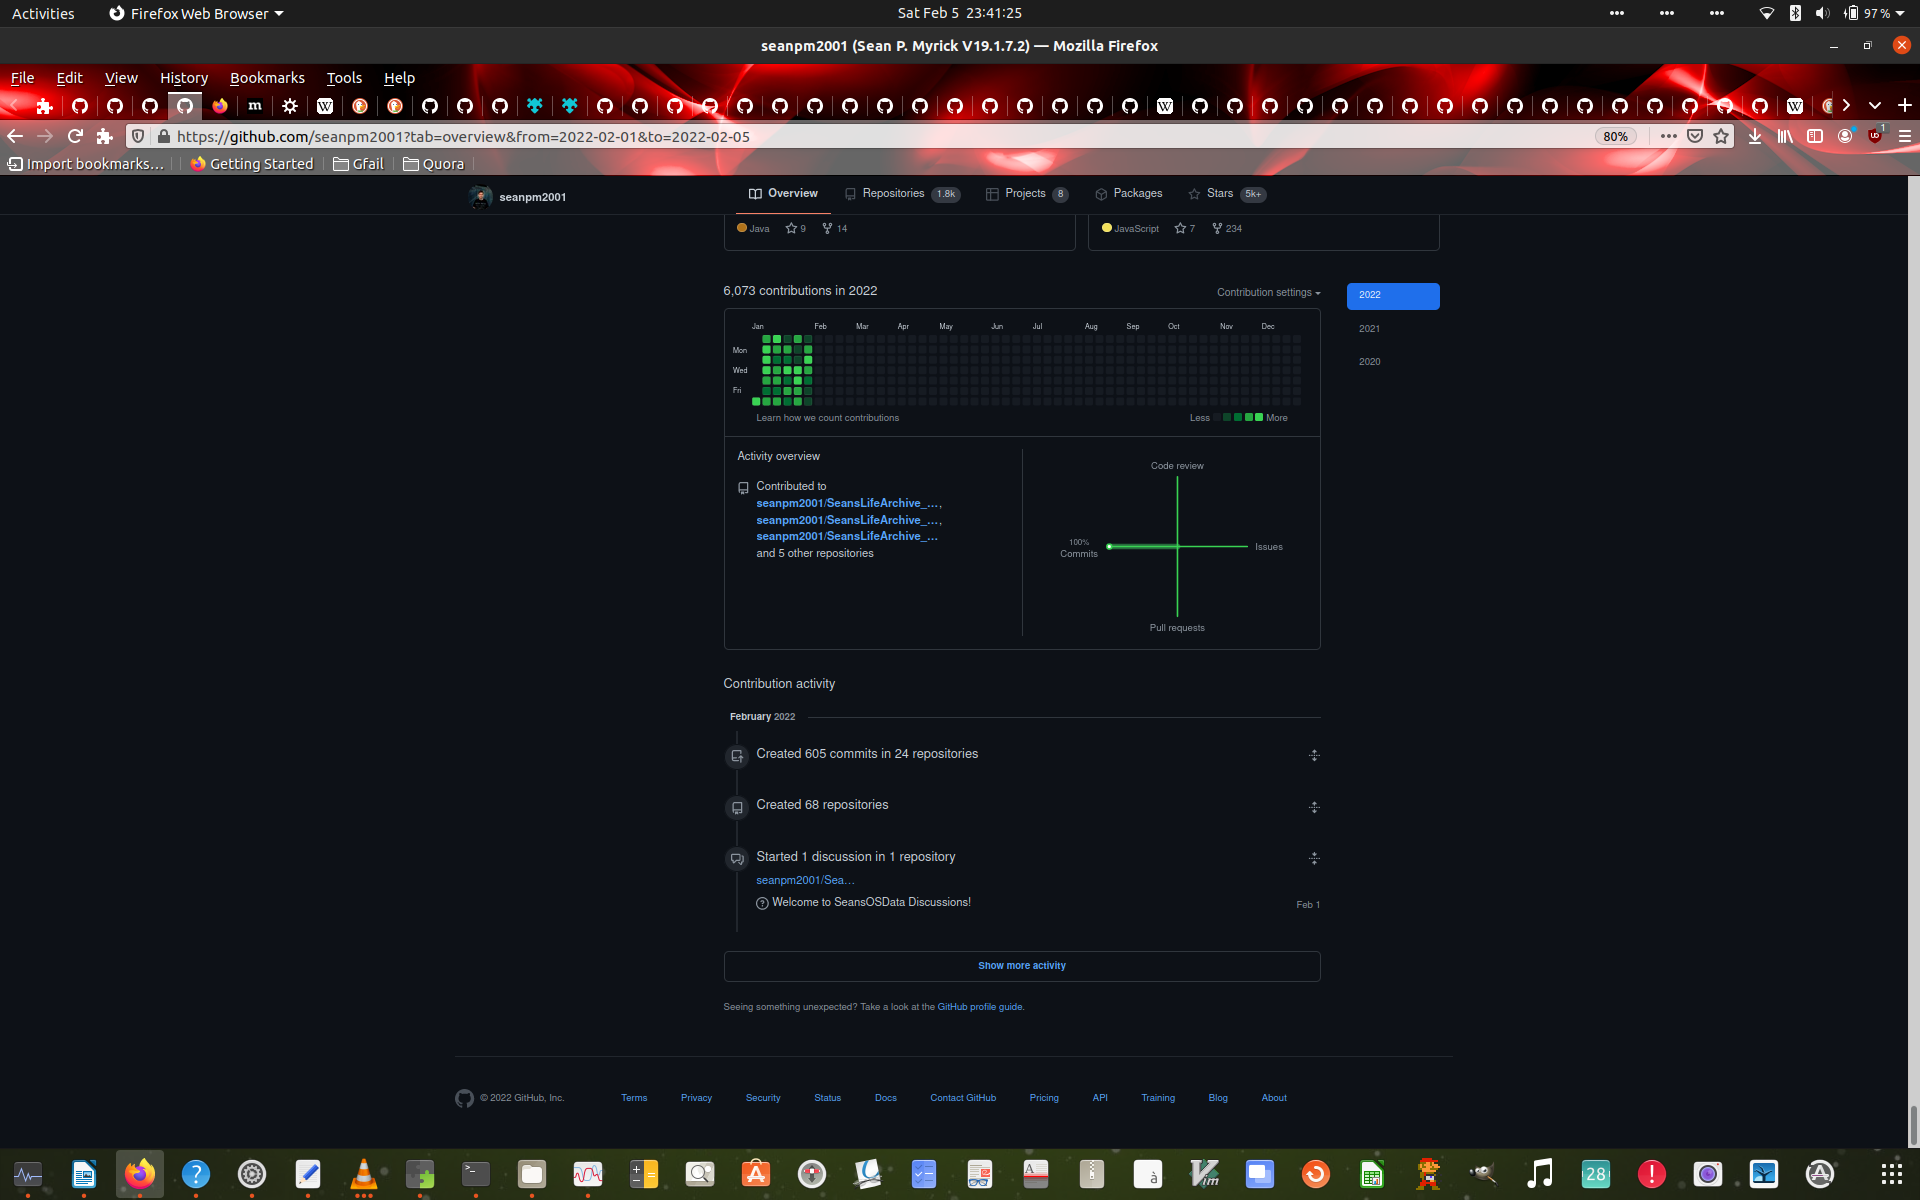 Activities
Firefox Web Browser
Sat Feb 5 23:41:25
97 %
seanpm2001 (Sean P. Myrick V19.1.7.2) — Mozilla Firefox
File Edit View History Bookmarks Tools Help
https://github.com/seanpm2001?tab=overview&from=2022-02-01&to=2022-02-05
80%
1
Import bookmarks... Getting Started Gfail Quora
seanpm2001
Overview Repositories 1.8k Projects 8 Packages Stars 5k+
Java 9 14
JavaScript 7 234
6,073 contributions in 2022
Contribution settings
2022
2021
2020
Jan Feb Mar Apr May Jun Jul Aug Sep Oct Nov Dec
Mon
Wed
Fri
Learn how we count contributions
Less More
Activity overview
Contributed to
seanpm2001/SeansLifeArchive_...,
seanpm2001/SeansLifeArchive_...,
seanpm2001/SeansLifeArchive_...
and 5 other repositories
Code review
100%
Commits
Issues
Pull requests
Contribution activity
February 2022
Created 605 commits in 24 repositories
Created 68 repositories
Started 1 discussion in 1 repository
seanpm2001/Sea...
Welcome to SeansOSData Discussions!
Feb 1
Show more activity
Seeing something unexpected? Take a look at the GitHub profile guide.
© 2022 GitHub, Inc. Terms Privacy Security Status Docs Contact GitHub Pricing API Training Blog About
28